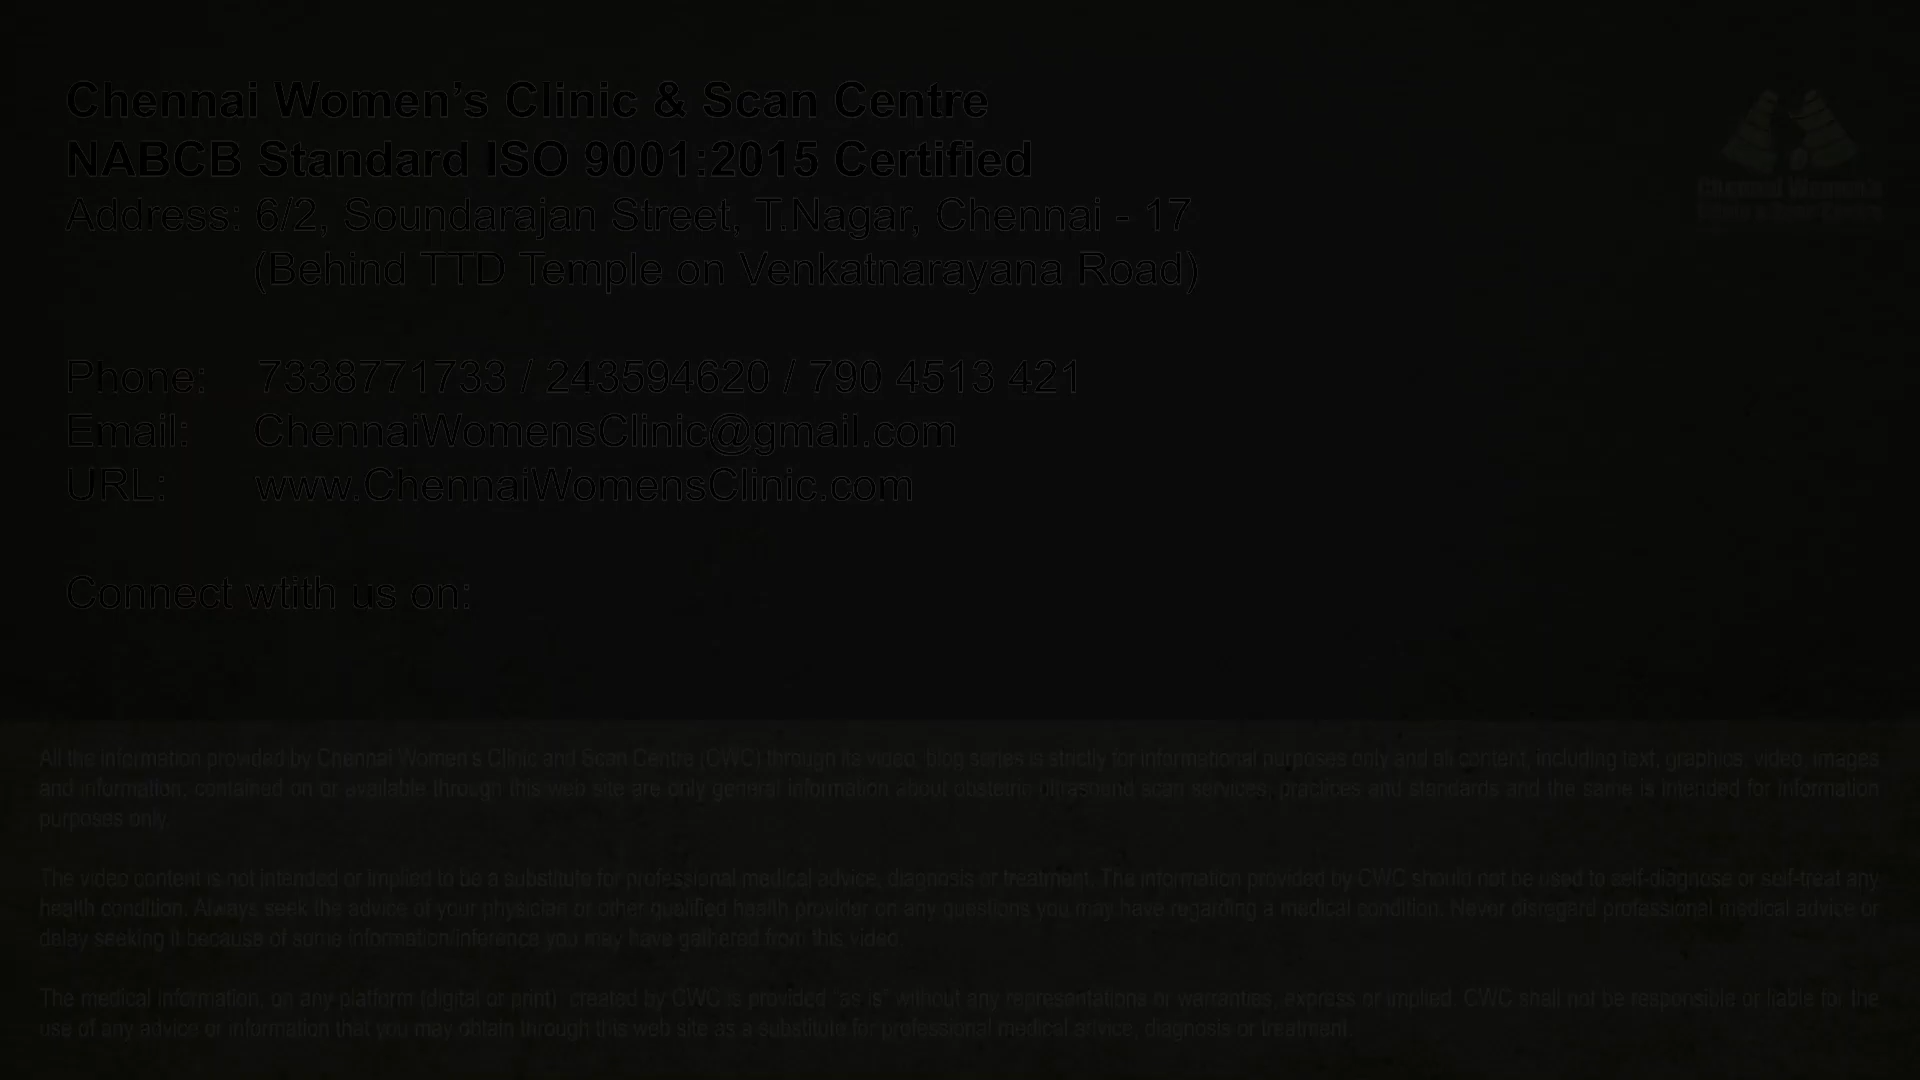 Chennai Women’s Clinic & Scan Centre
NABCB Standard ISO 9001:2015 Certified
Address: 6/2, Soundarajan Street, T.Nagar, Chennai - 17
(Behind TTD Temple on Venkatnarayana Road)
Phone: 7338771733 / 243594620 / 790 4513 421
Email: ChennaiWomensClinic@gmail.com
URL: www.ChennaiWomensClinic.com
Connect wtith us on:
Chennai Women's
All the information provided by Chennai Women's Clinic and Scan Centre (CWC) through its video, Blog series is strictly for informational purposes only and all content, including text, graphics, video, images
and information, contained on or available through this web site are only general information about obstetric ultrasound scan services, practices and standards and the same is intended for information
purposes only.
The video content is not intended or implied to be a substitute for professional medical advice, diagnosis or treatment. The information provided by CWC should not be used to self-diagnose or self-treat any
health condition. Always seek the advice of your physician or other qualified health provider on any questions you may have regarding a medical condition. Never disregard professional medical advice or
delay seeking it because of some information/inference you may have gathered from this video.
The medical information, on any platform (digital or print), created by CWC is provided "as is" without any representations or warranties, express or implied. CWC shall not be responsible or liable for the
use of any advice or information that you may obtain through this web site as a substitute for professional medical advice, diagnosis or treatment.